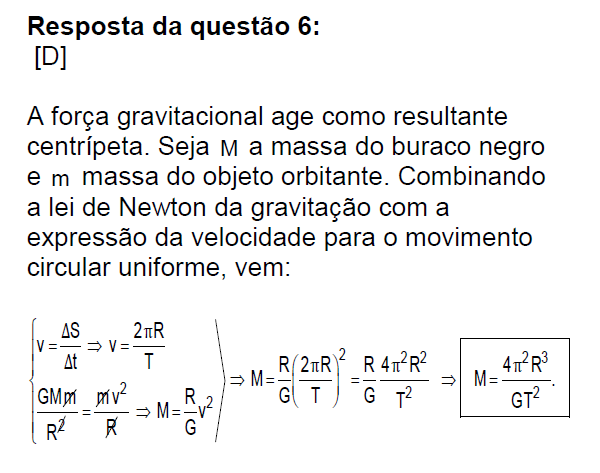 Resposta da questão 6:
[D]
A força gravitacional age como resultante
centrípeta. Seja M a massa do buraco negro
e m massa do objeto orbitante. Combinando
a lei de Newton da gravitação com a
expressão da velocidade para o movimento
circular uniforme, vem:
{ v = ΔS/Δt ⇒ v = 2πR/T
GMm/R² = mv²/R ⇒ M = R/G v² ⟩ ⇒ M = R/G (2πR/T)² = R/G 4π²R²/T² ⇒ M = 4π²R³/GT².